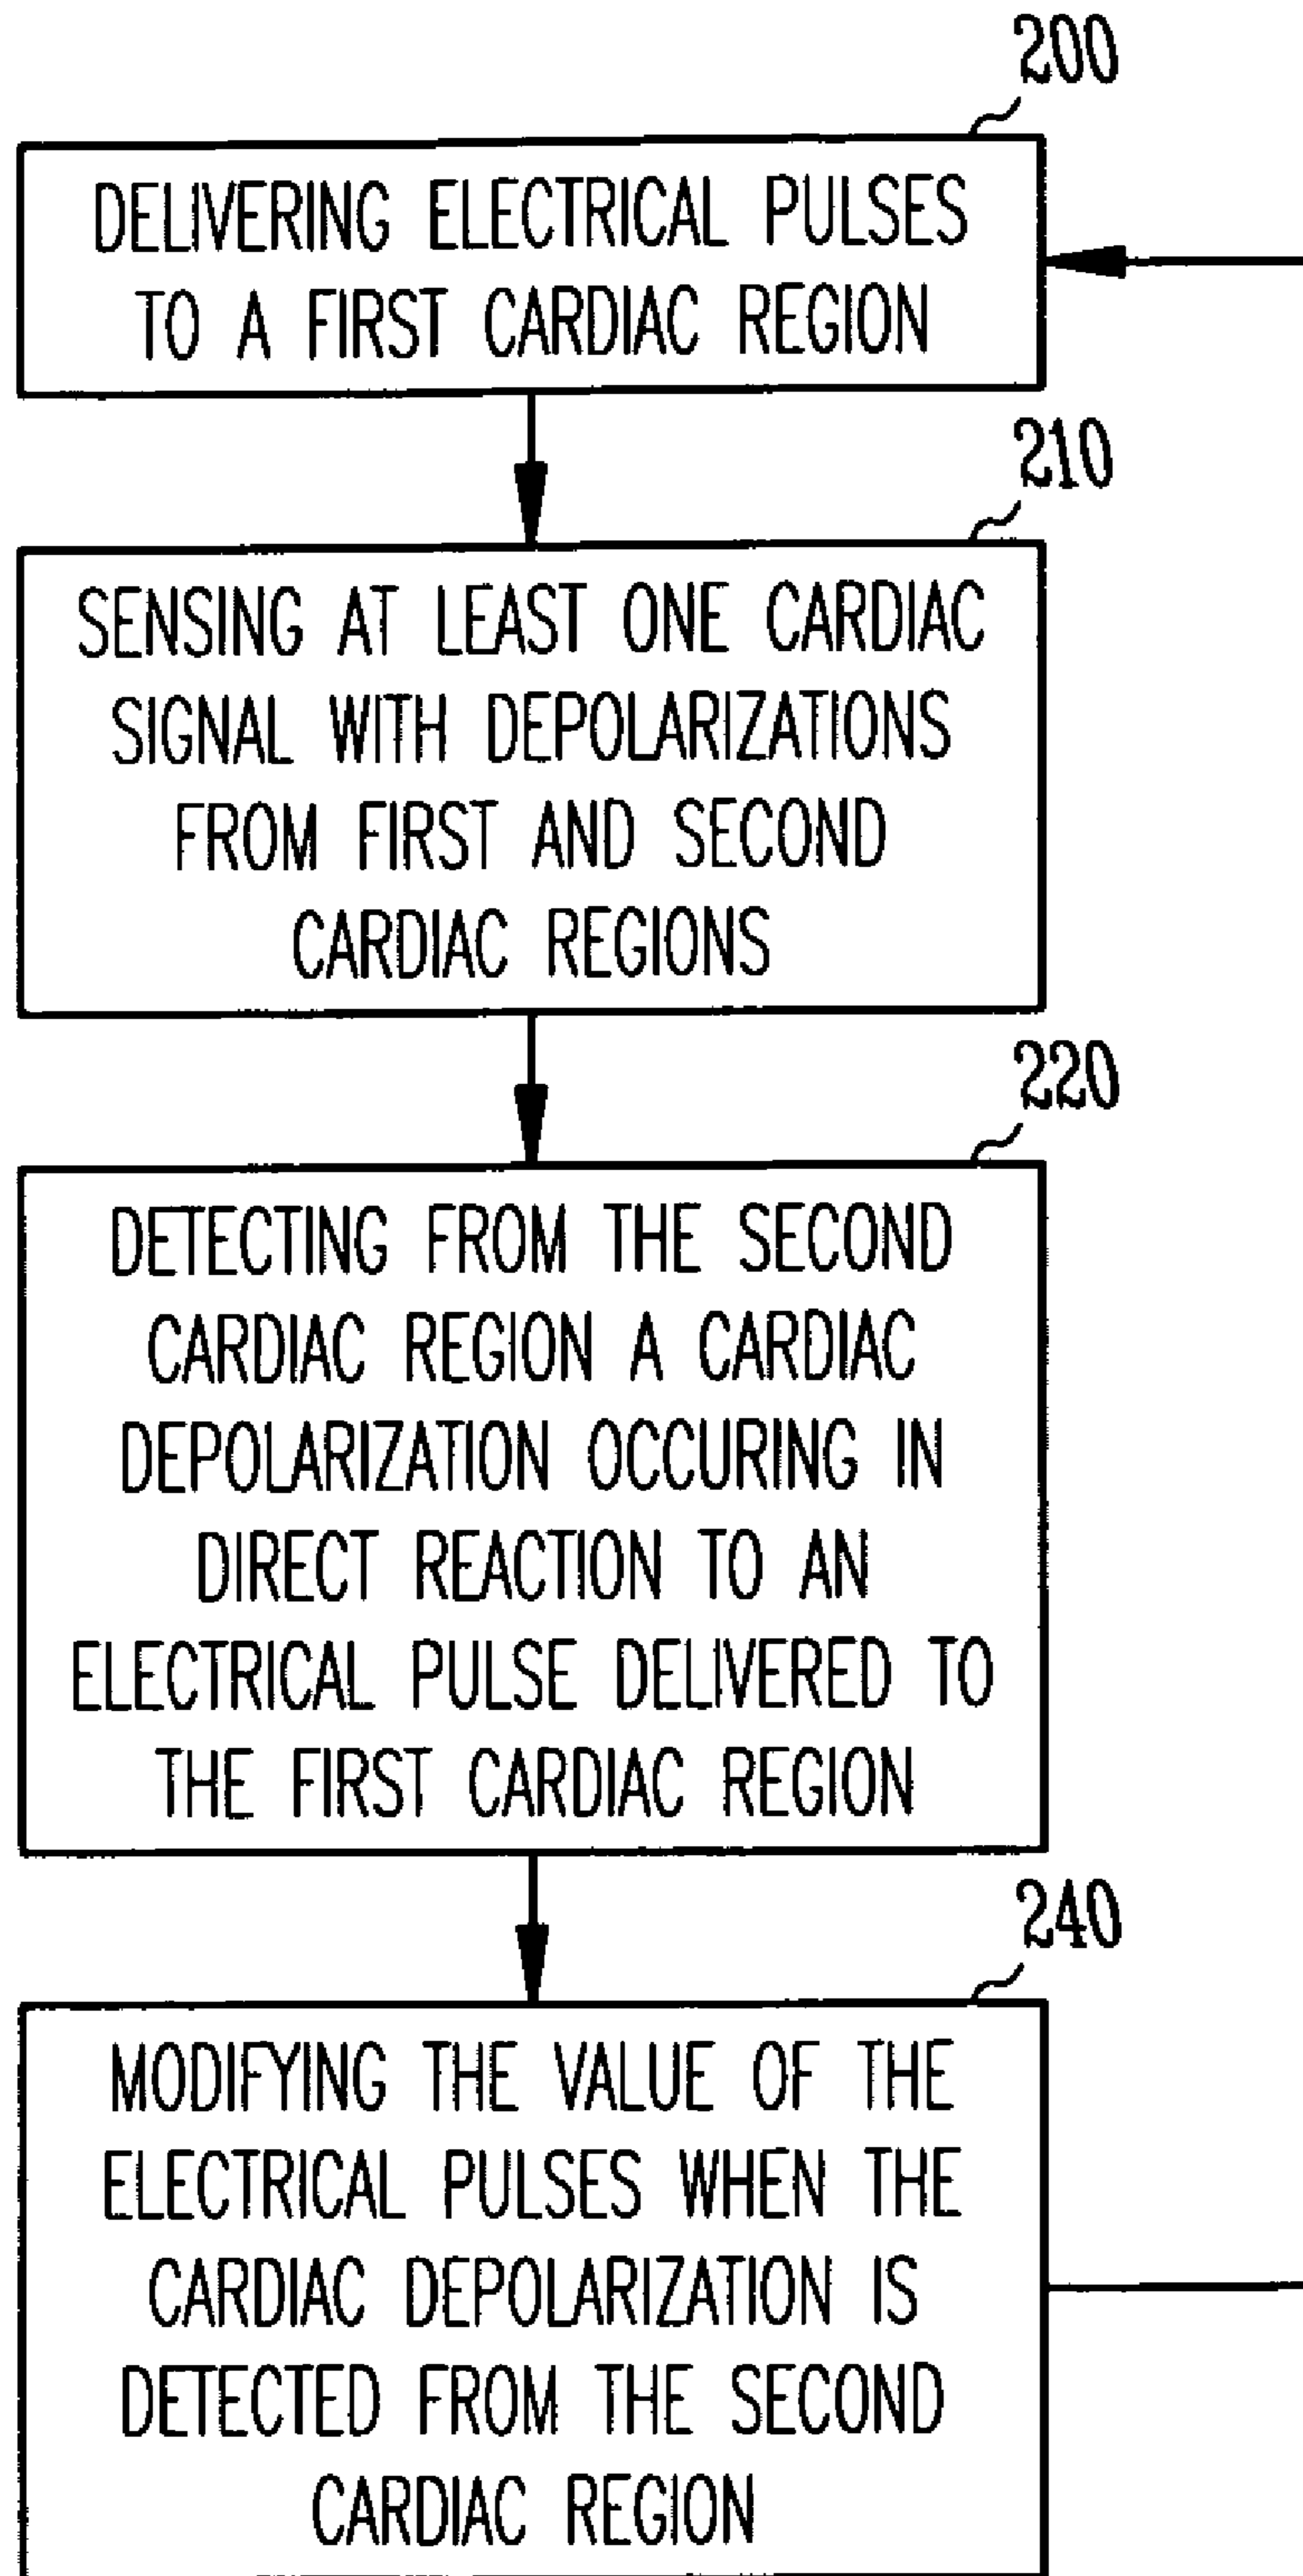 200
DELIVERING ELECTRICAL PULSES
TO A FIRST CARDIAC REGION
210
SENSING AT LEAST ONE CARDIAC
SIGNAL WITH DEPOLARIZATIONS
FROM FIRST AND SECOND
CARDIAC REGIONS
220
DETECTING FROM THE SECOND
CARDIAC REGION A CARDIAC
DEPOLARIZATION OCCURING IN
DIRECT REACTION TO AN
ELECTRICAL PULSE DELIVERED TO
THE FIRST CARDIAC REGION
240
MODIFYING THE VALUE OF THE
ELECTRICAL PULSES WHEN THE
CARDIAC DEPOLARIZATION IS
DETECTED FROM THE SECOND
CARDIAC REGION